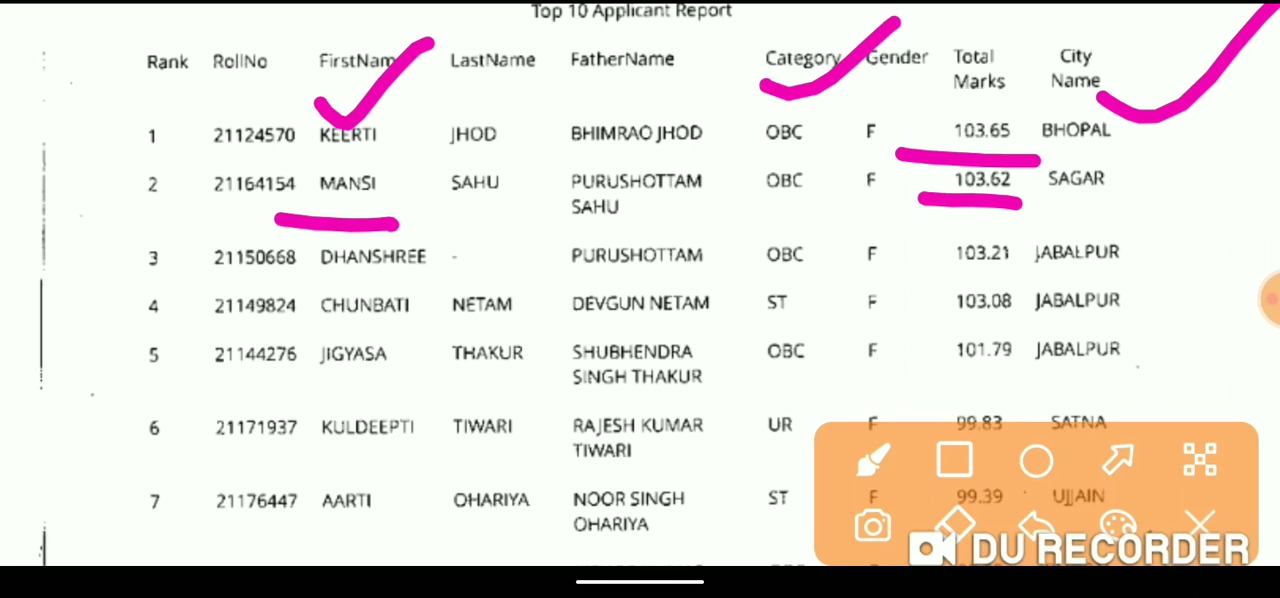 Top 10 Applicant Report
Rank RollNo FirstNam LastName FatherName Category Gender Total Marks City Name
1 21124570 KEERTI JHOD BHIMRAO JHOD OBC F 103.65 BHOPAL
2 21164154 MANSI SAHU PURUSHOTTAM SAHU OBC F 103.62 SAGAR
3 21150668 DHANSHREE - PURUSHOTTAM OBC F 103.21 JABALPUR
4 21149824 CHUNBATI NETAM DEVGUN NETAM ST F 103.08 JABALPUR
5 21144276 JIGYASA THAKUR SHUBHENDRA SINGH THAKUR OBC F 101.79 JABALPUR
6 21171937 KULDEEPTI TIWARI RAJESH KUMAR TIWARI UR F 99.83 SATNA
7 21176447 AARTI OHARIYA NOOR SINGH OHARIYA ST F 99.39 UJJAIN
DU RECORDER